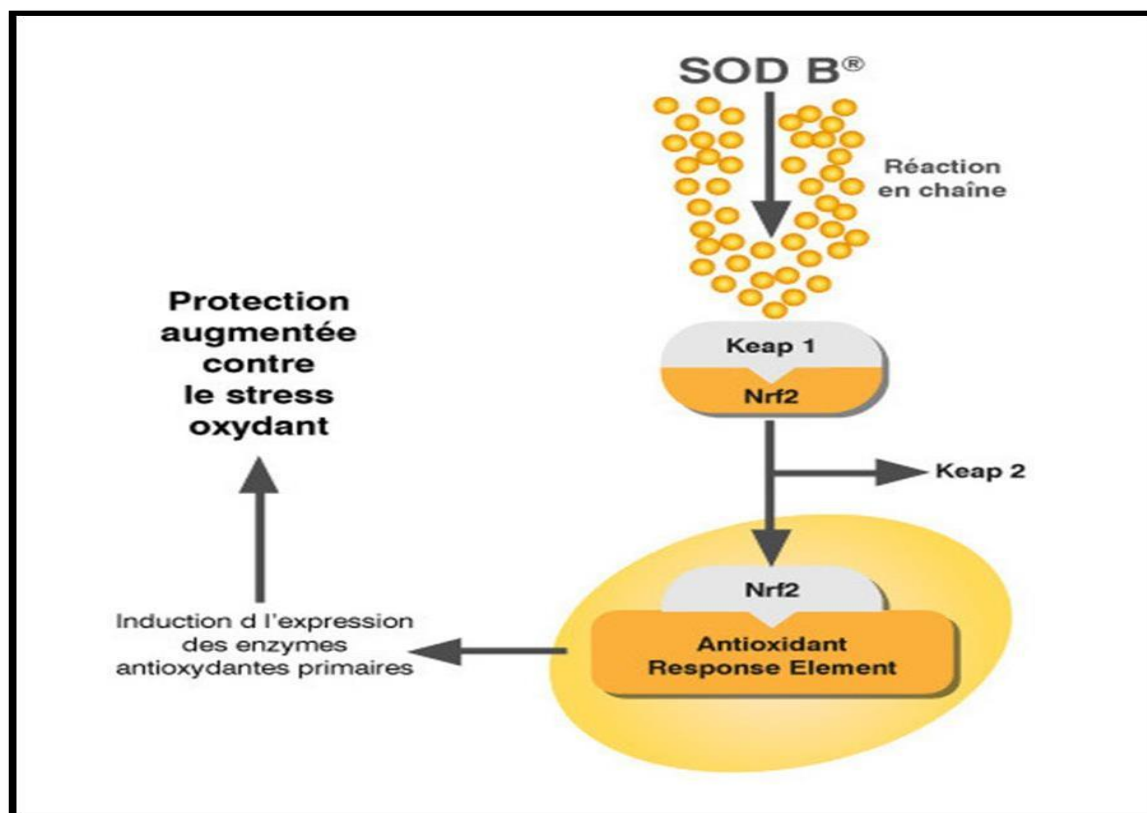 SOD B®
Réaction
en chaîne
Keap 1
Nrf2
Keap 2
Nrf2
Antioxidant
Response Element
Induction d l'expression
des enzymes
antioxydantes primaires
Protection
augmentée
contre
le stress
oxydant